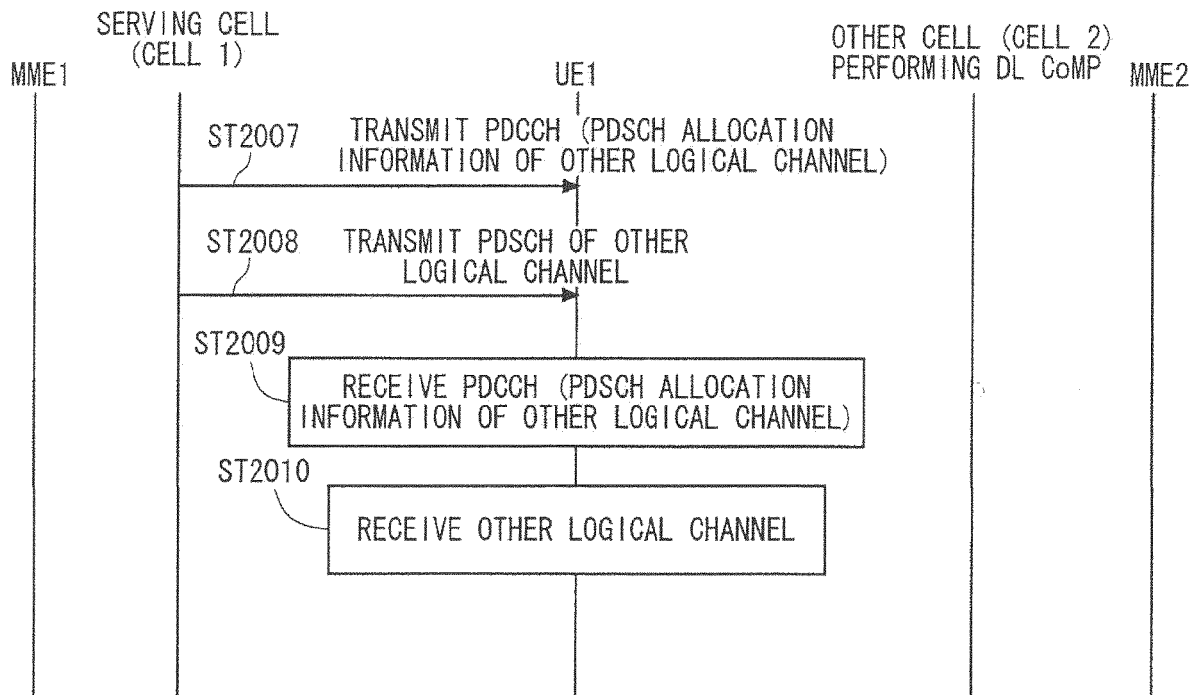 SERVING CELL
(CELL 1)
OTHER CELL (CELL 2)
PERFORMING DL CoMP
MME1
UE1
MME2
ST2007
TRANSMIT PDCCH (PDSCH ALLOCATION
INFORMATION OF OTHER LOGICAL CHANNEL)
ST2008
TRANSMIT PDSCH OF OTHER
LOGICAL CHANNEL
ST2009
RECEIVE PDCCH (PDSCH ALLOCATION
INFORMATION OF OTHER LOGICAL CHANNEL)
ST2010
RECEIVE OTHER LOGICAL CHANNEL